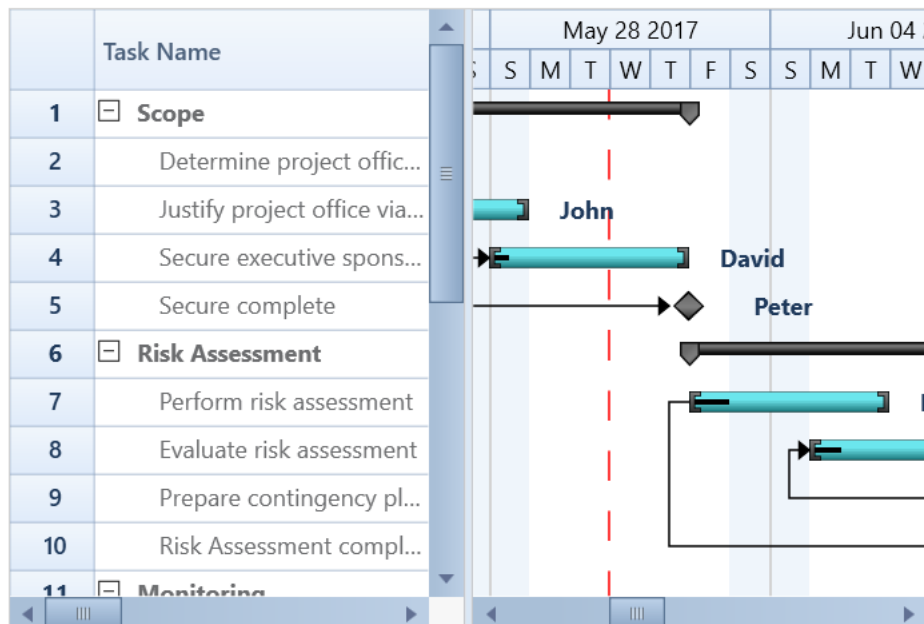 Task Name
May 28 2017
Jun 04
S M T W T F S S M T W
1 Scope
2 Determine project offic...
3 Justify project office via...
John
4 Secure executive spons...
David
5 Secure complete
Peter
6 Risk Assessment
7 Perform risk assessment
8 Evaluate risk assessment
9 Prepare contingency pl...
10 Risk Assessment compl...
11 Monitoring